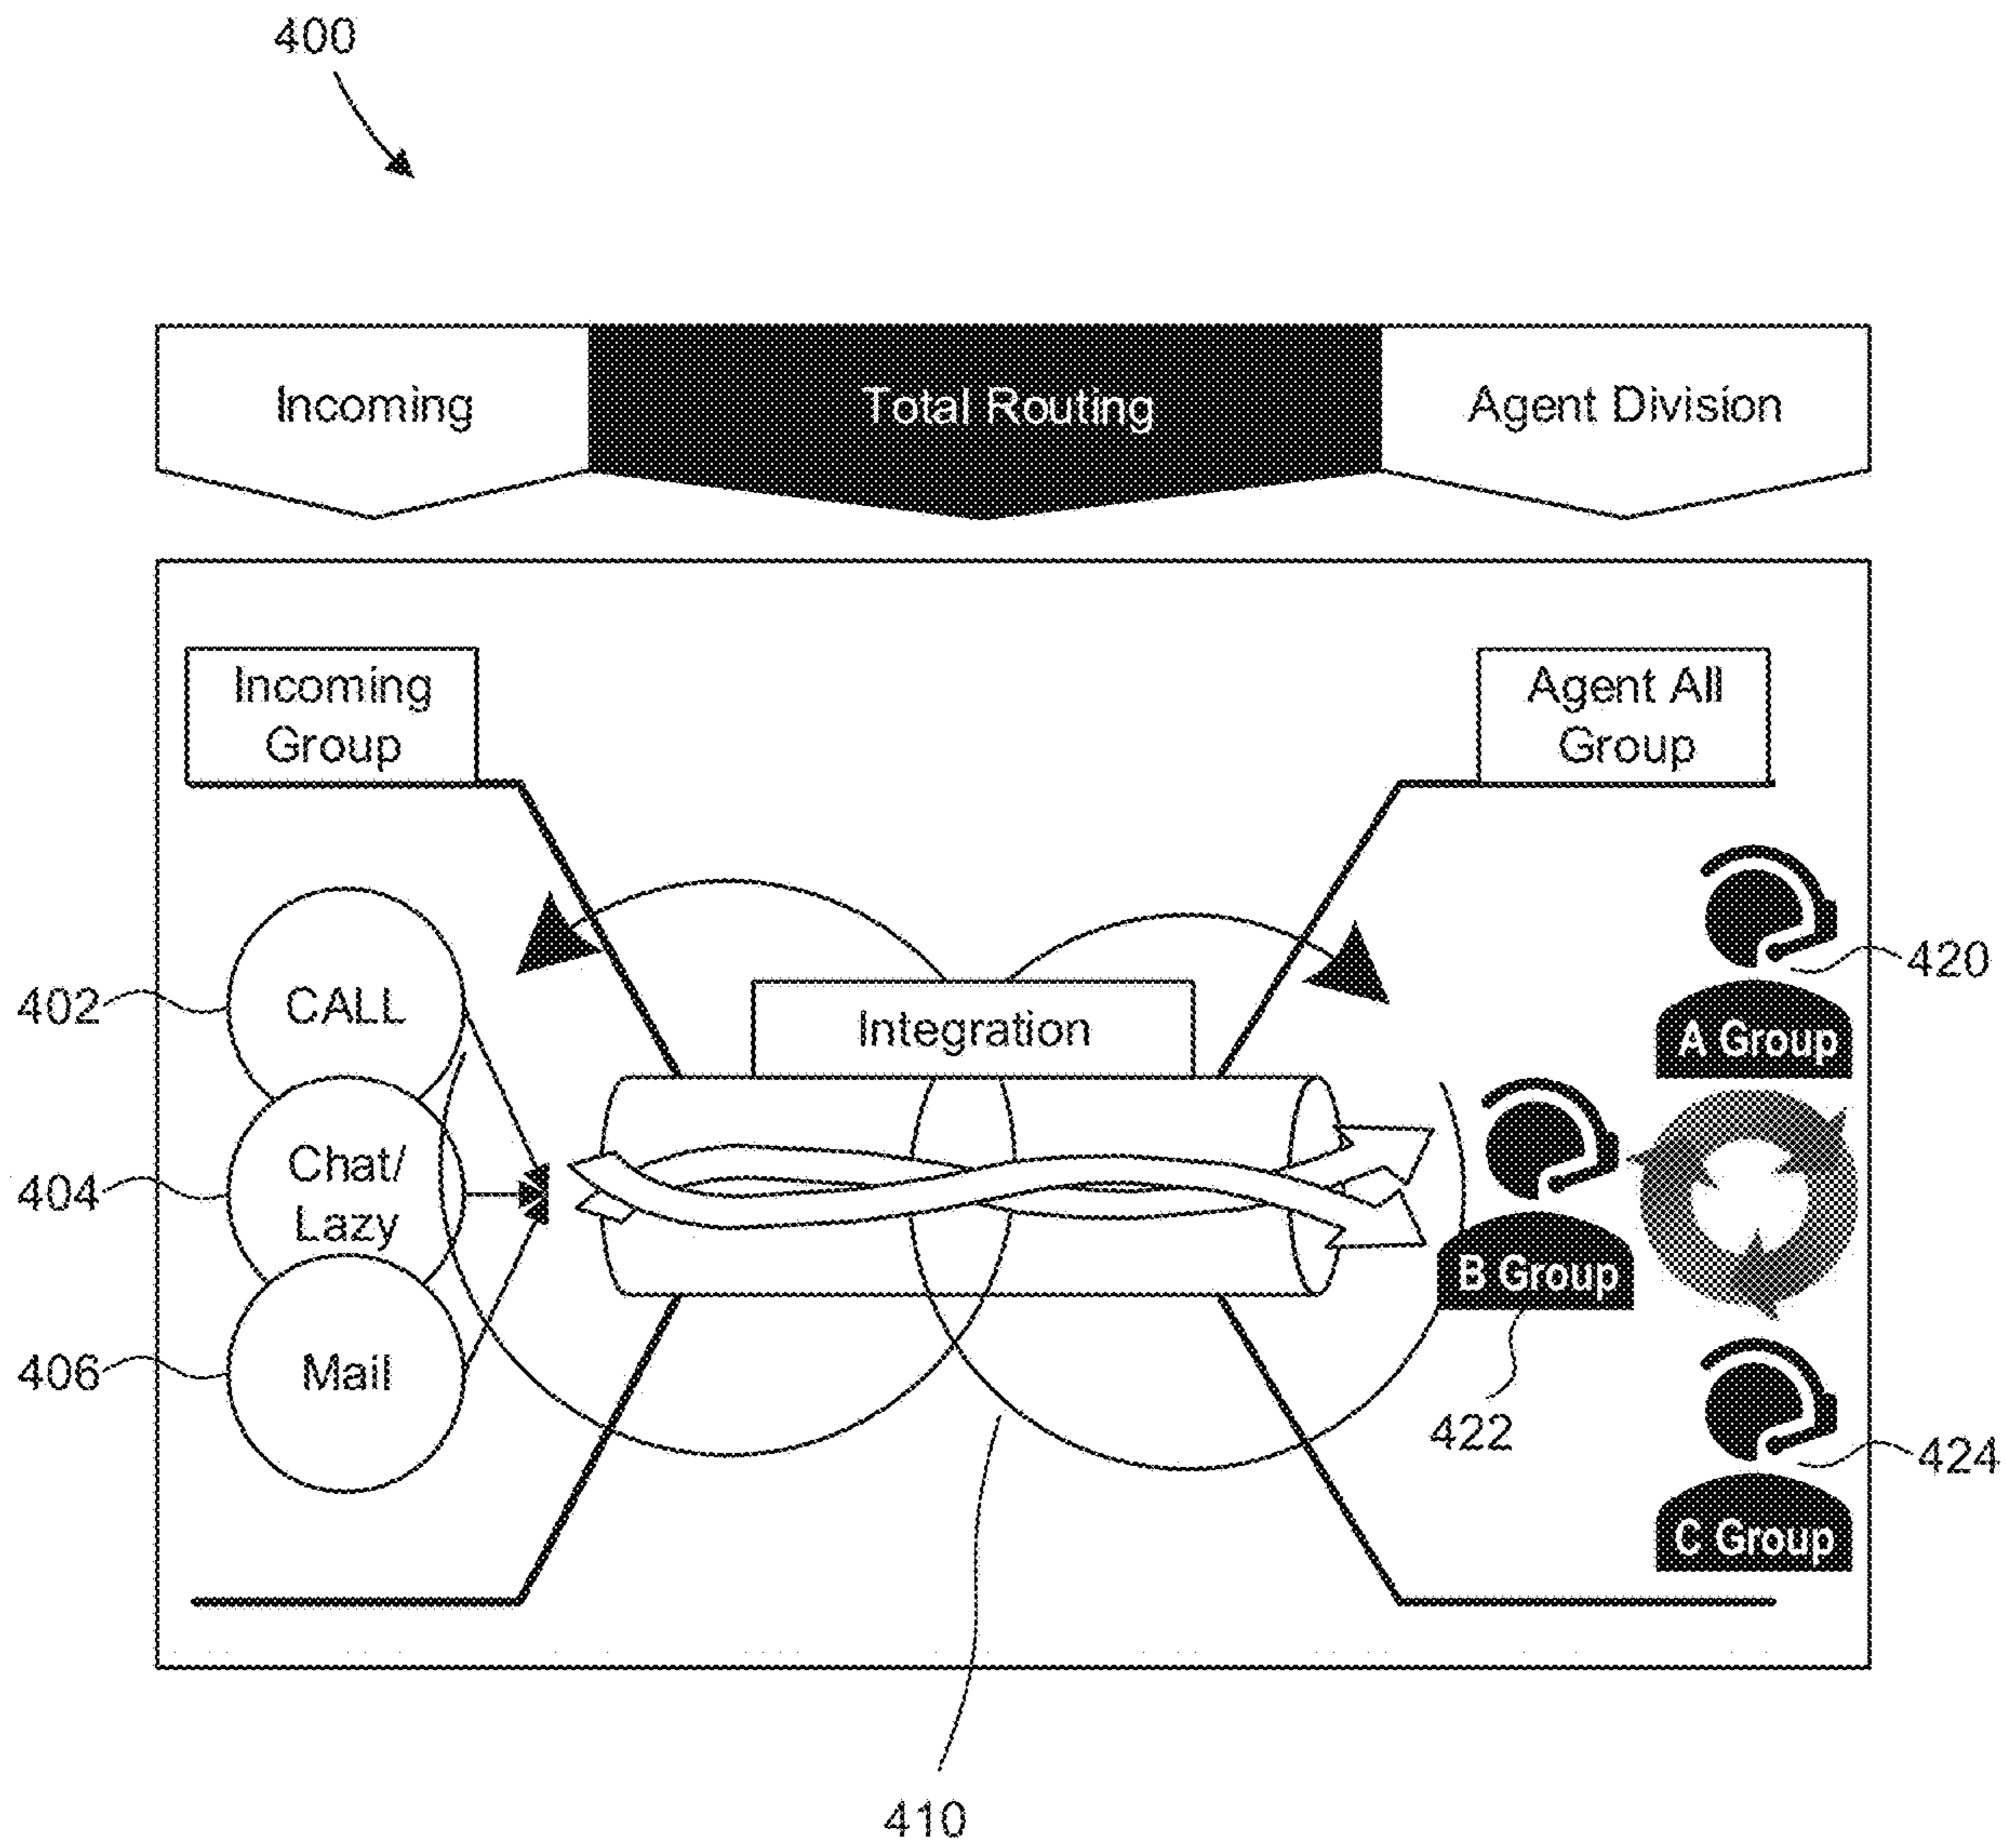 400
Incoming
Total Routing
Agent Division
Incoming
Group
Agent All
Group
402
CALL
Integration
420
A Group
404
Chat/
Lazy
B Group
406
Mail
422
424
C Group
410